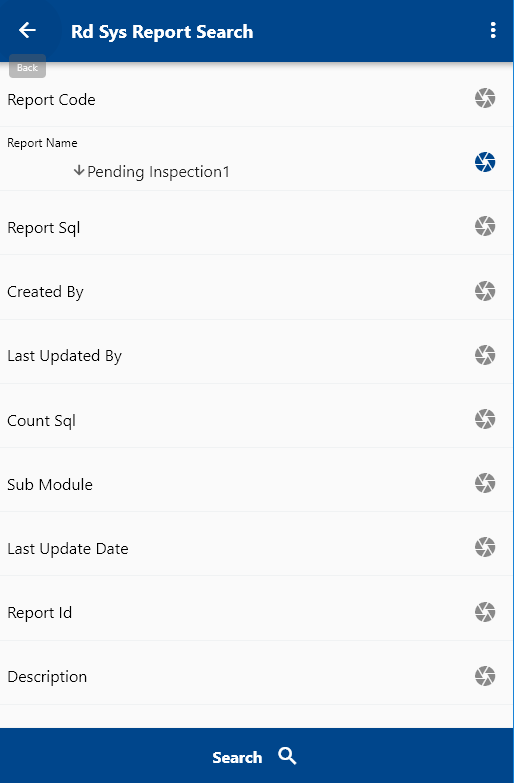 Rd Sys Report Search
Back
Report Code
Report Name
Pending Inspection1
Report Sql
Created By
Last Updated By
Count Sql
Sub Module
Last Update Date
Report Id
Description
Search